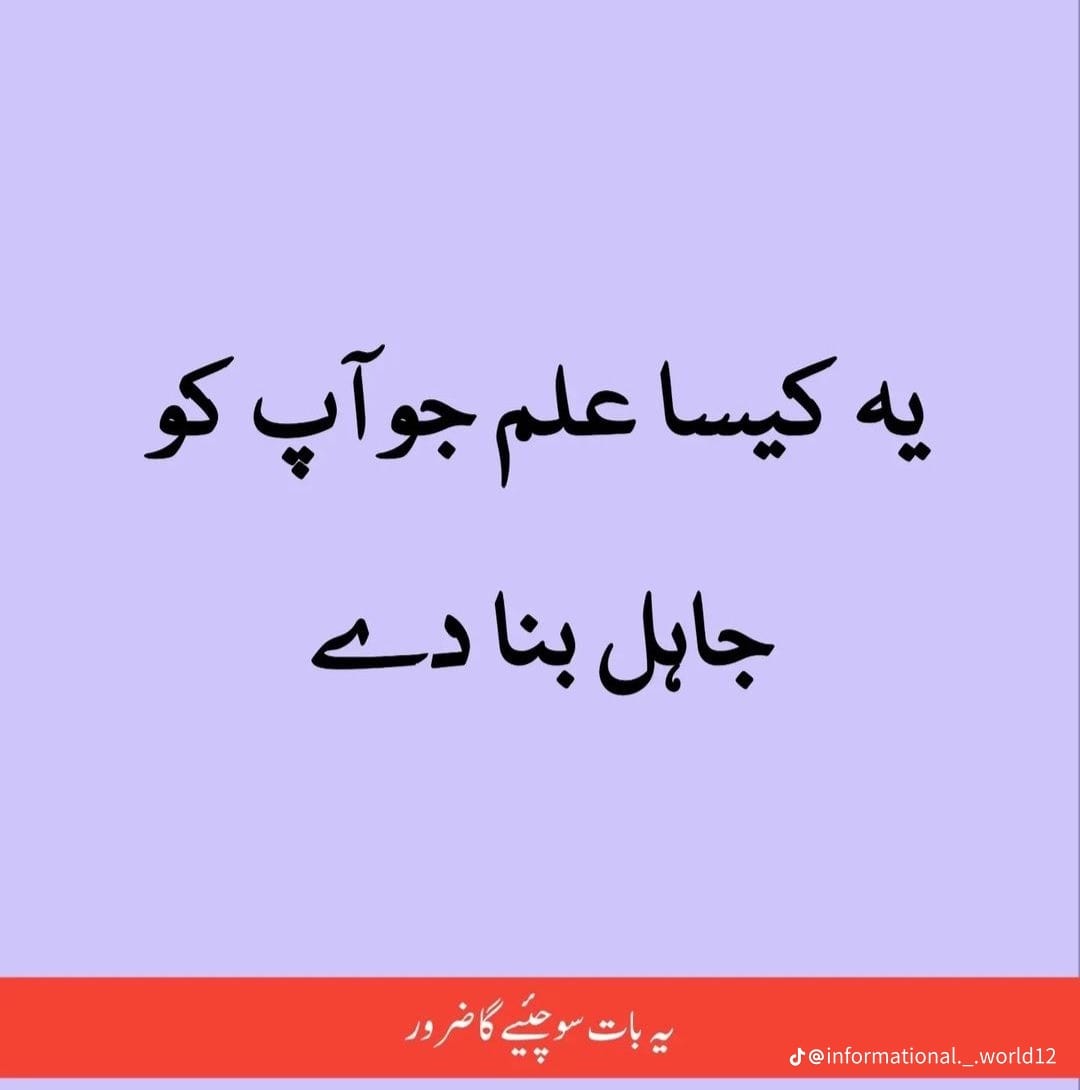 یہ کیسا علم جو آپ کو
جاہل بنا دے
یہ بات سوچئیے گا ضرور
@informational._.world12